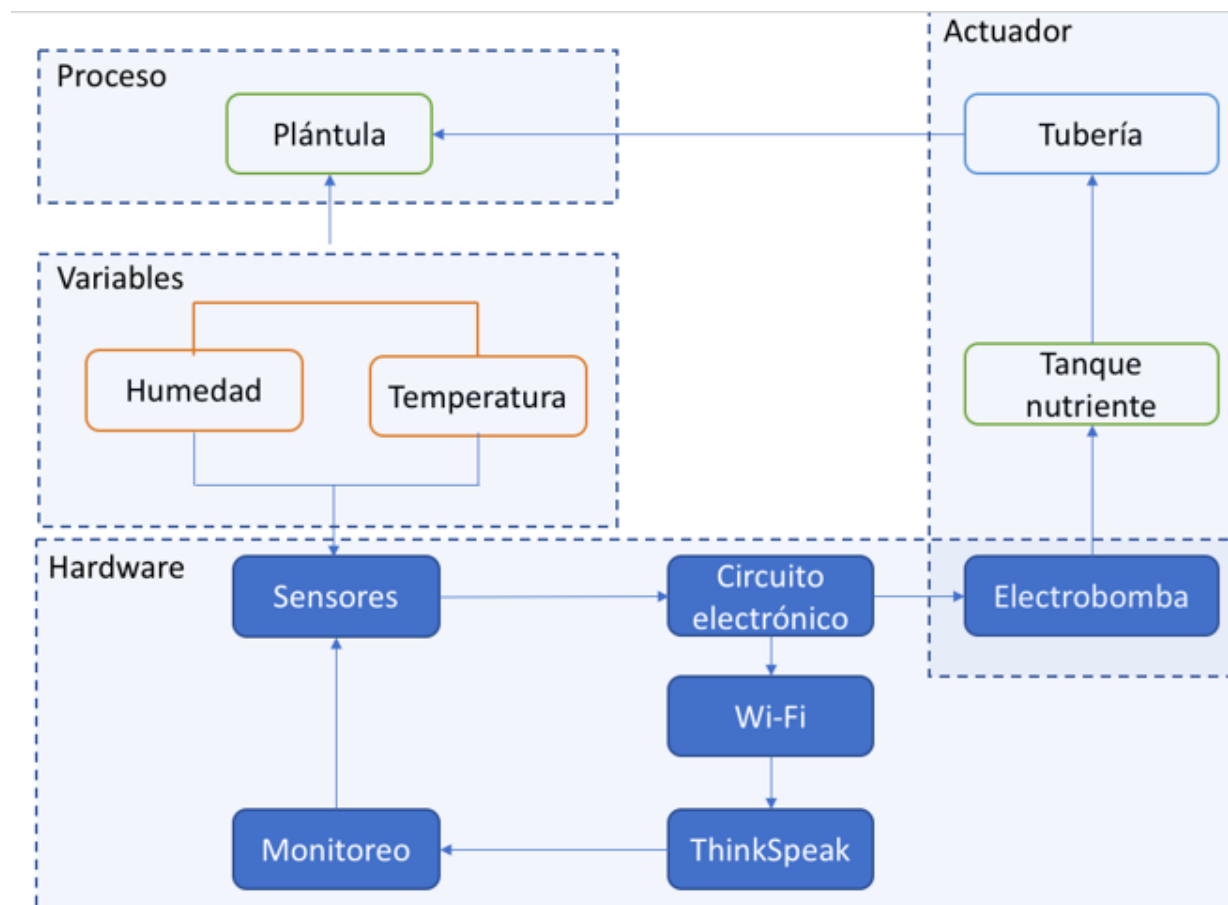 Actuador
Proceso
Plántula
Tubería
Variables
Humedad
Temperatura
Tanque
nutriente
Hardware
Sensores
Circuito
electrónico
Electrobomba
Wi-Fi
Monitoreo
ThinkSpeak